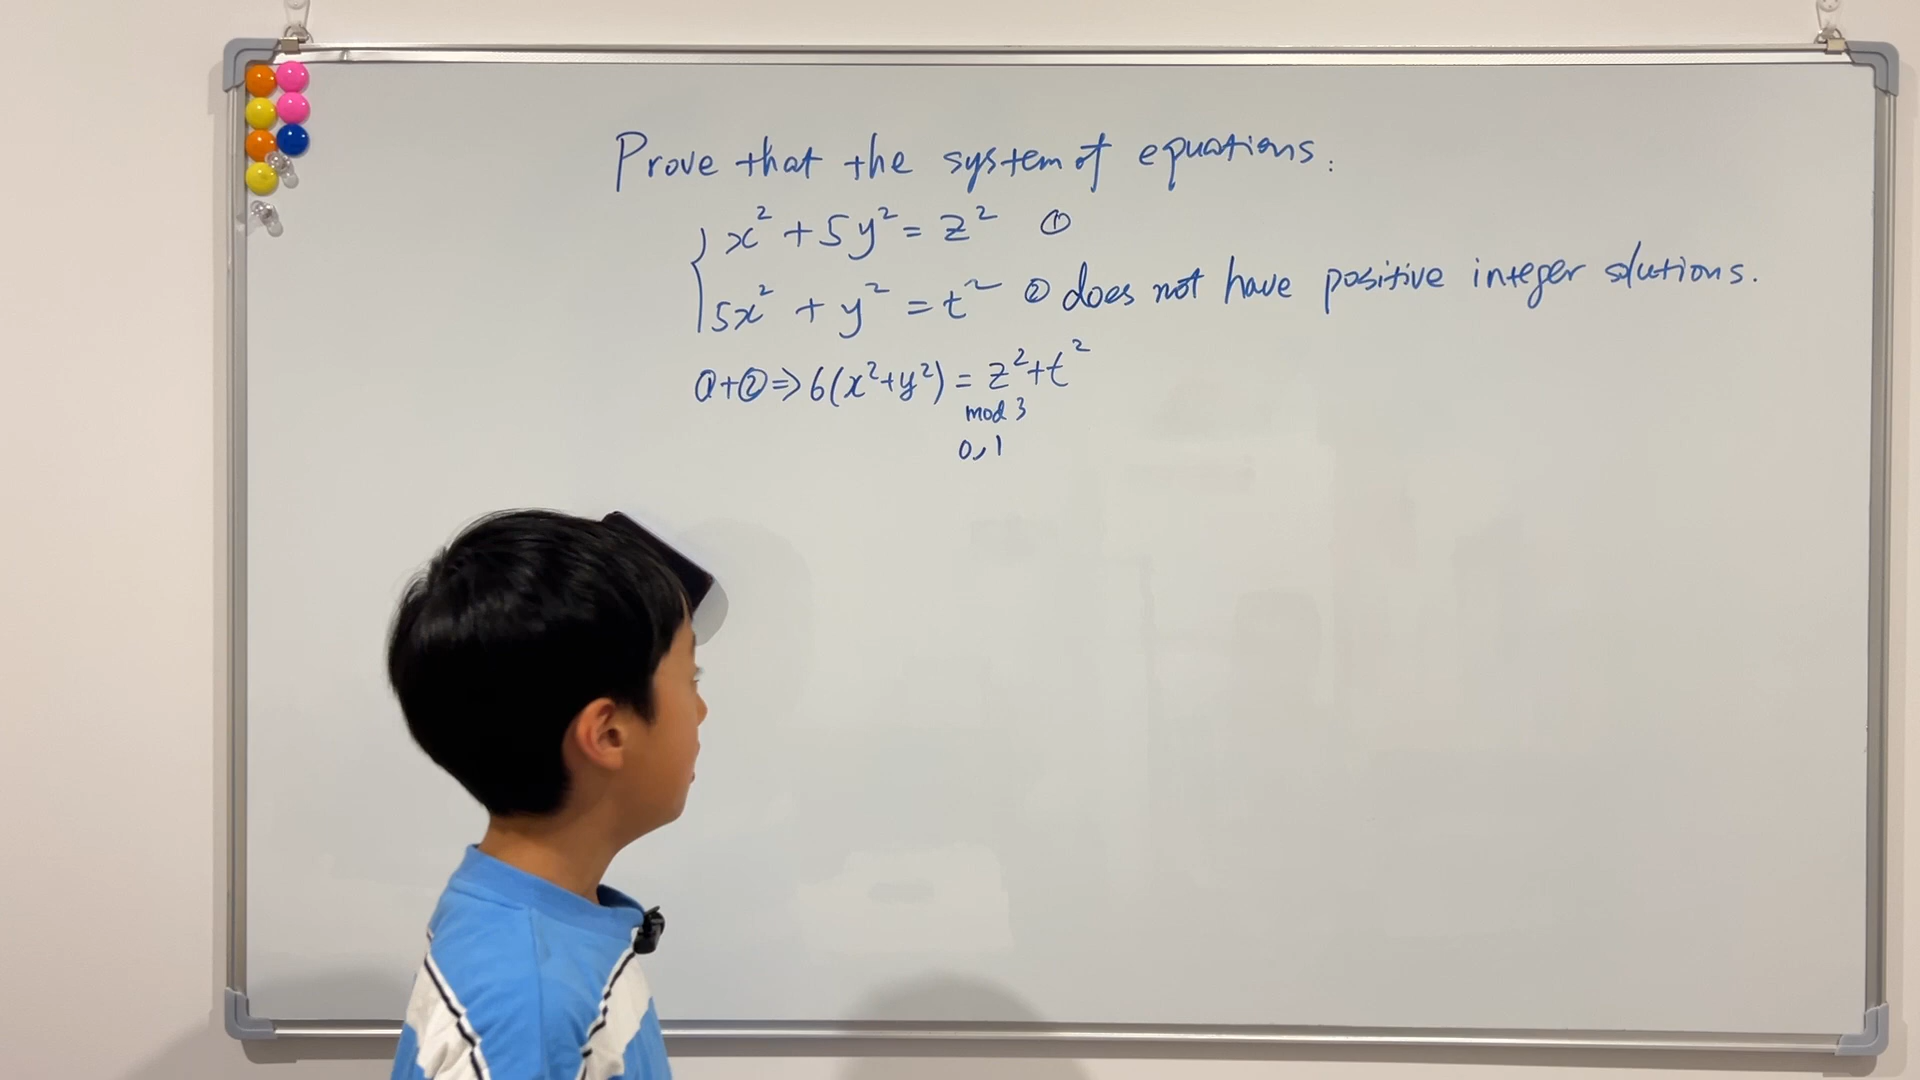 Prove that the system of equations:
x² + 5y² = z² ①
5x² + y² = t² ② does not have positive integer solutions.
①+②⇒ 6(x²+y²) = z²+t²
mod 3
0, 1